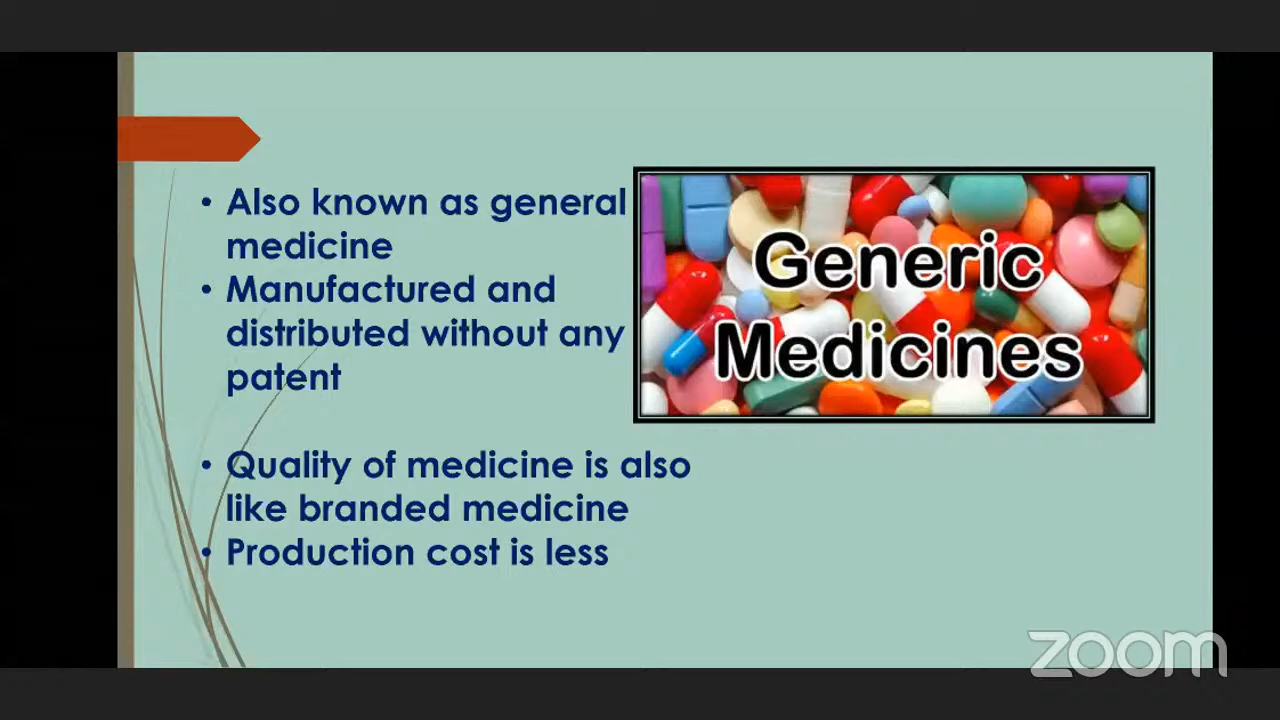 • Also known as general
medicine
• Manufactured and
distributed without any
patent
• Quality of medicine is also
like branded medicine
• Production cost is less
Generic
Medicines
zoom